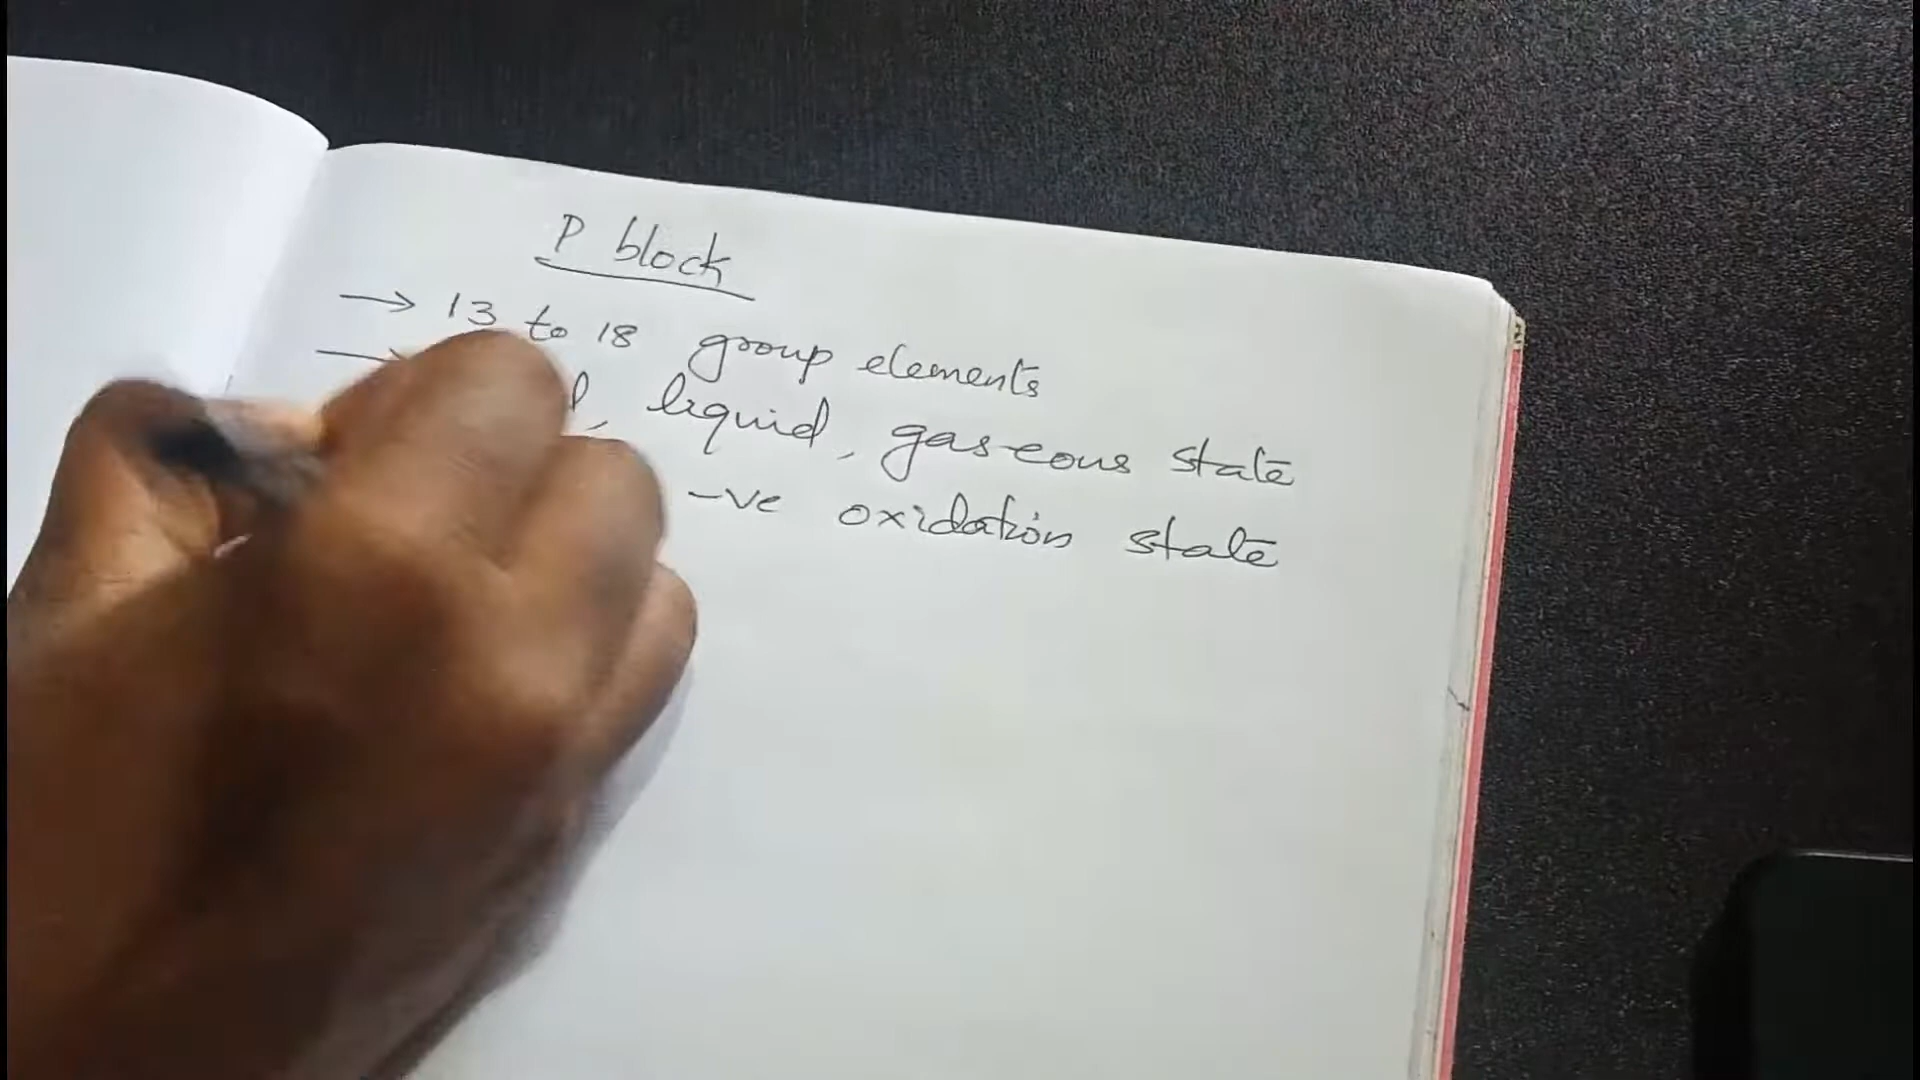 P block
→ 13 to 18 group elements
→ liquid, gaseous state
-ve oxidation state